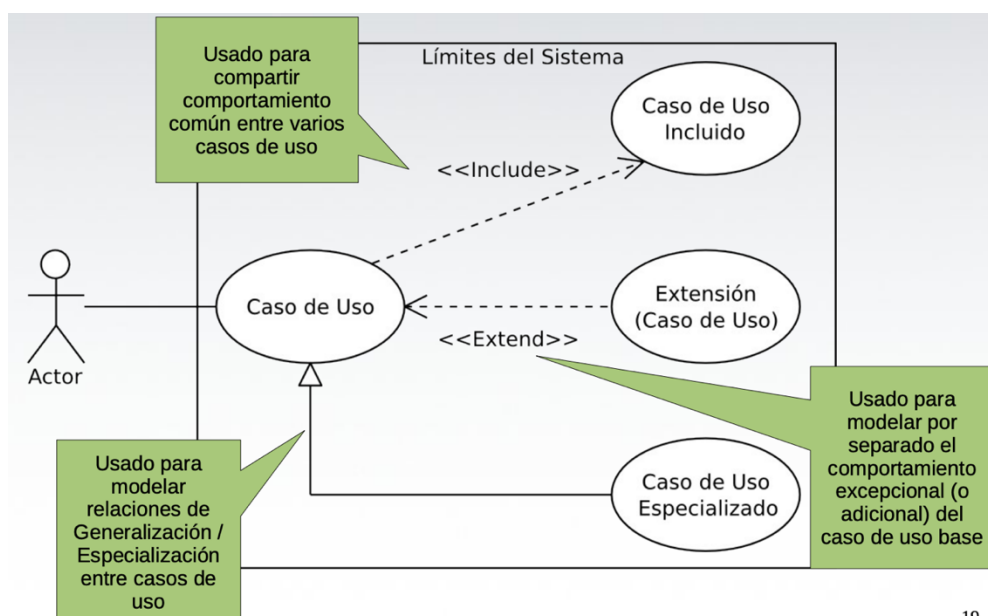 Usado para
compartir
comportamiento
común entre varios
casos de uso
Límites del Sistema
Caso de Uso
Incluido
<<Include>>
Caso de Uso
Extensión
(Caso de Uso)
<<Extend>>
Actor
Usado para
modelar
relaciones de
Generalización /
Especialización
entre casos de
uso
Caso de Uso
Especializado
Usado para
modelar por
separado el
comportamiento
excepcional (o
adicional) del
caso de uso base